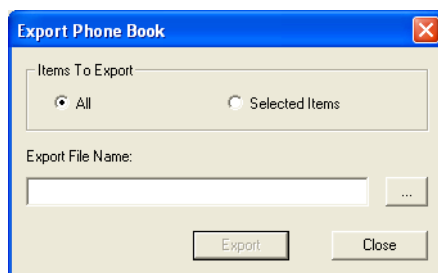 Export Phone Book
Items To Export
All
Selected Items
Export File Name:
...
Export
Close